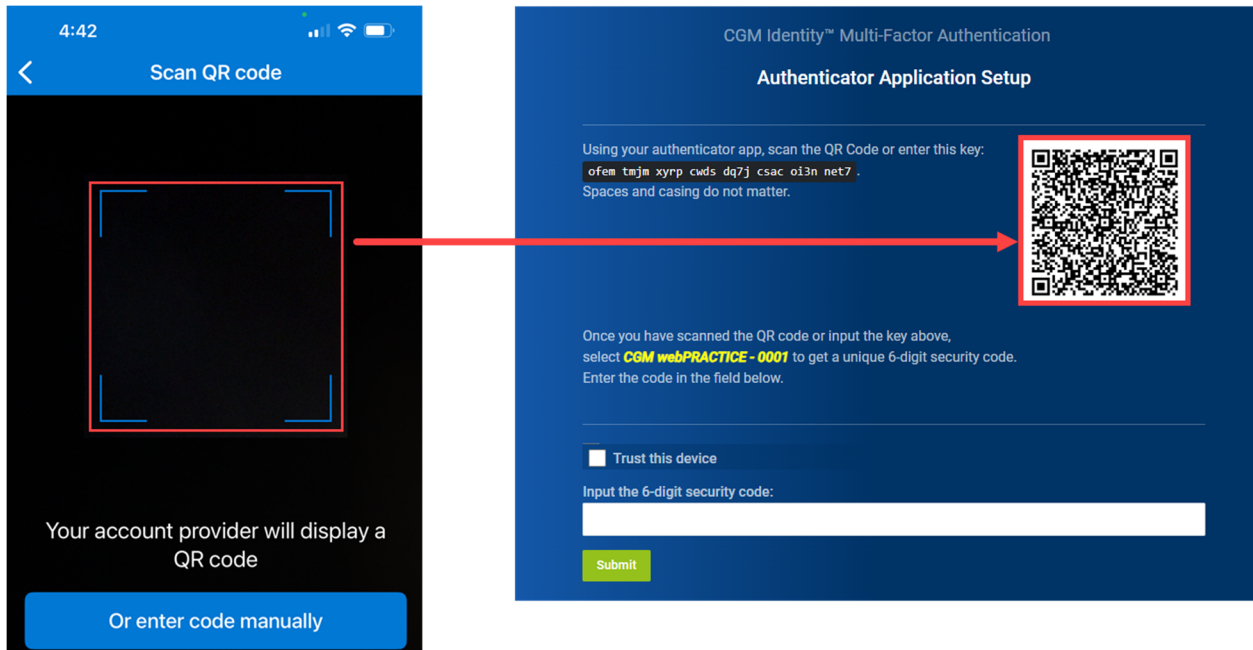 4:42
Scan QR code
Your account provider will display a
QR code
Or enter code manually
CGM Identity™ Multi-Factor Authentication
Authenticator Application Setup
Using your authenticator app, scan the QR Code or enter this key:
ofem tmjm xyrp cwds dq7j csac oi3n net7 .
Spaces and casing do not matter.
Once you have scanned the QR code or input the key above,
select CGM webPRACTICE - 0001 to get a unique 6-digit security code.
Enter the code in the field below.
Trust this device
Input the 6-digit security code:
Submit